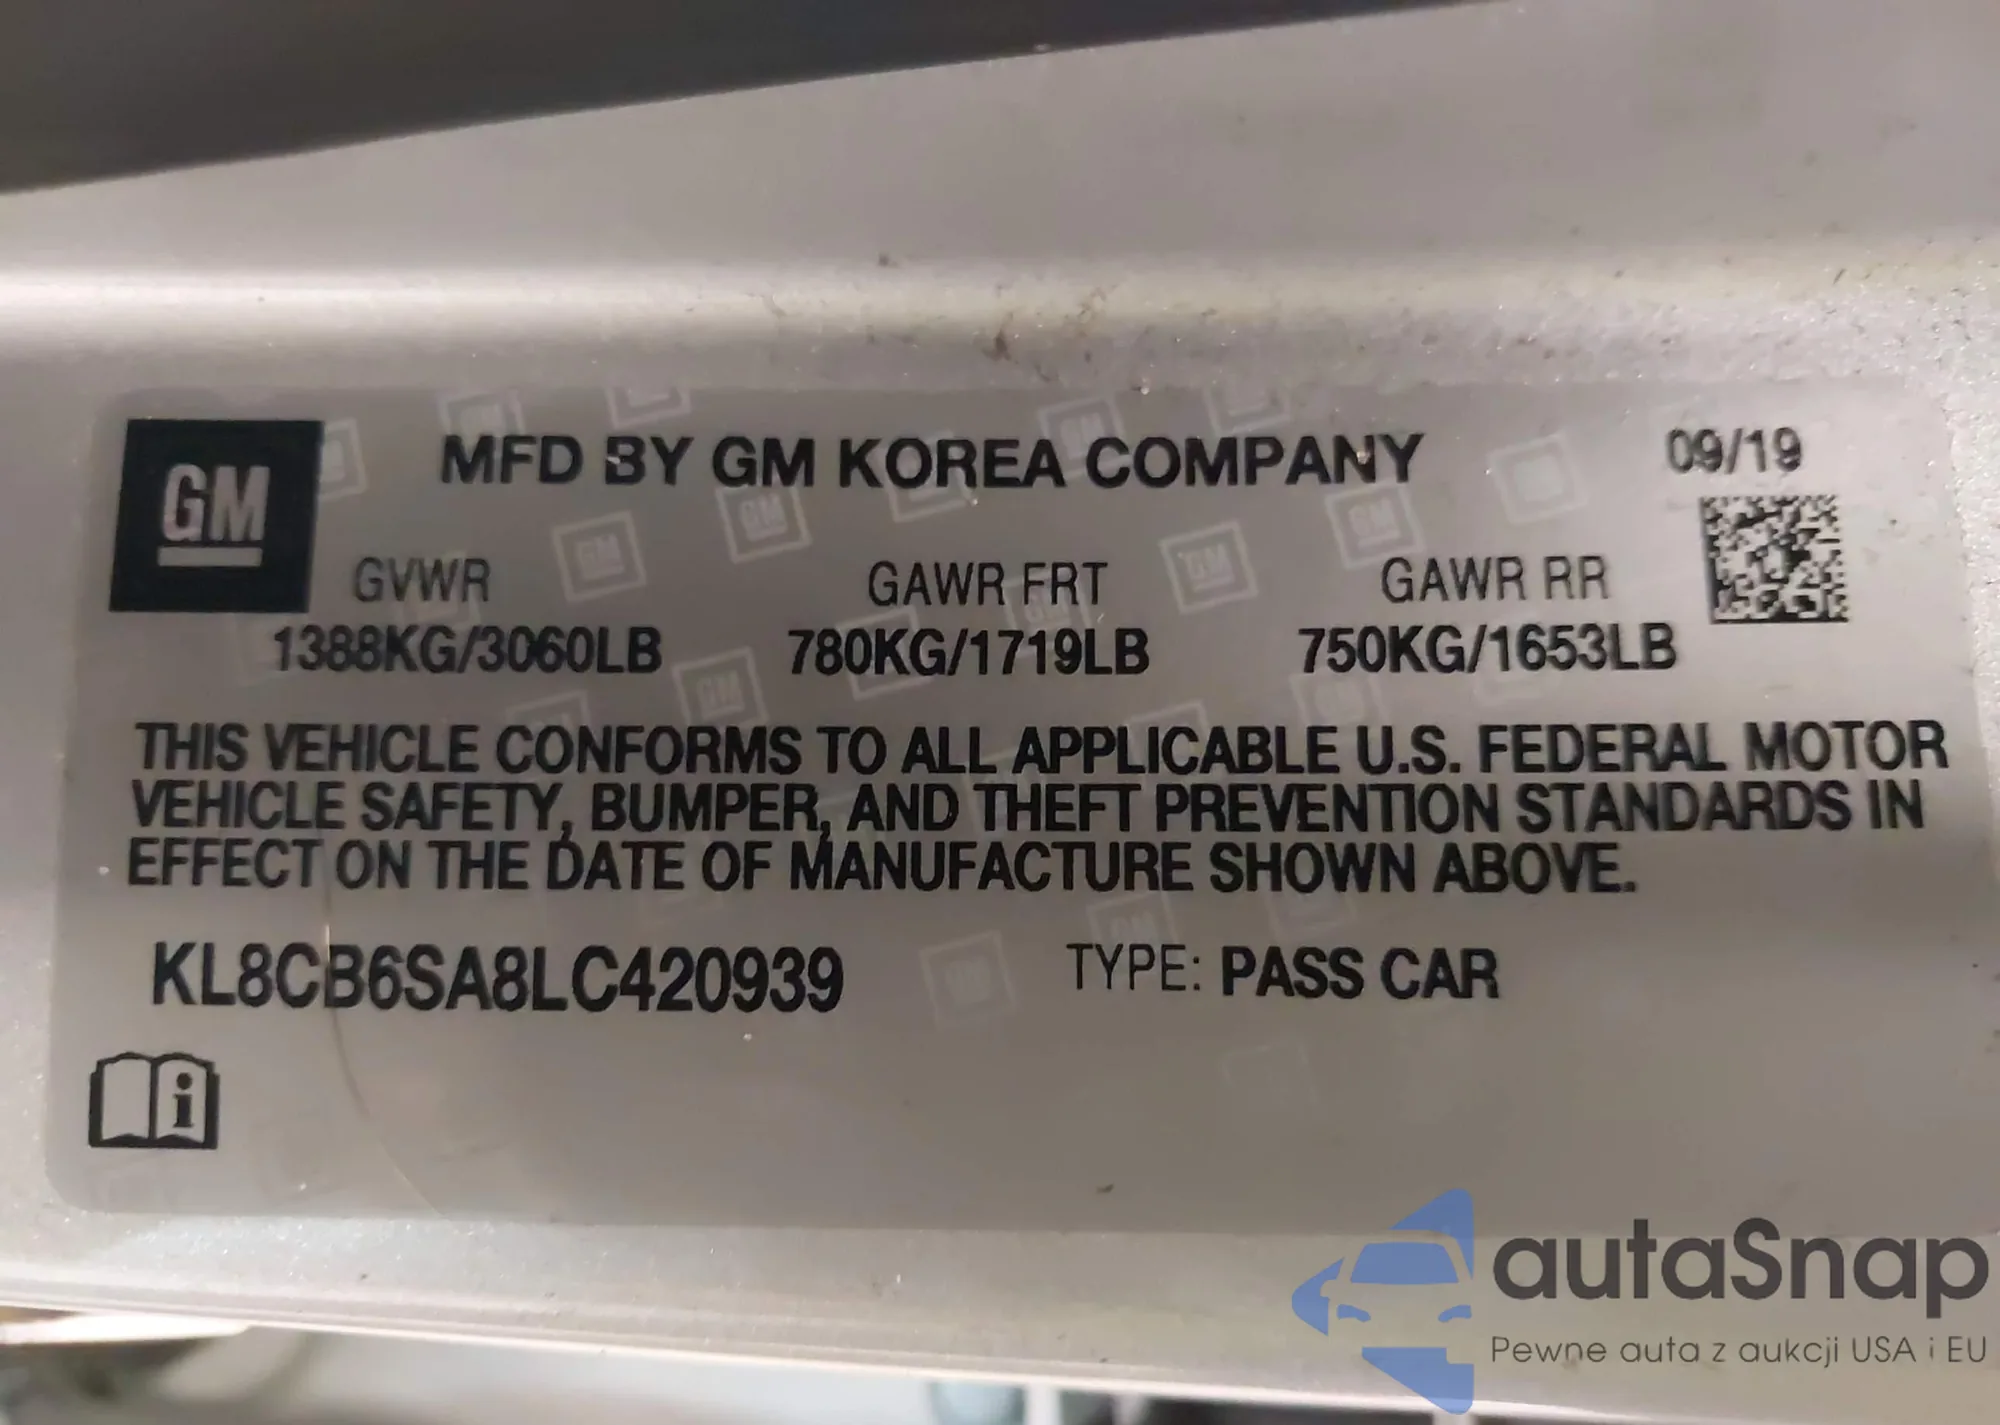 GM
MFD BY GM KOREA COMPANY
09/19
GVWR GAWR FRT GAWR RR
1388KG/3060LB 780KG/1719LB 750KG/1653LB
THIS VEHICLE CONFORMS TO ALL APPLICABLE U.S. FEDERAL MOTOR
VEHICLE SAFETY, BUMPER, AND THEFT PREVENTION STANDARDS IN
EFFECT ON THE DATE OF MANUFACTURE SHOWN ABOVE.
KL8CB6SA8LC420939 TYPE: PASS CAR
i
autaSnap
Pewne auta z aukcji USA i EU